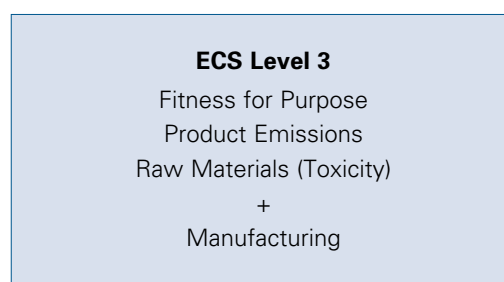 ECS Level 3
Fitness for Purpose
Product Emissions
Raw Materials (Toxicity)
+
Manufacturing